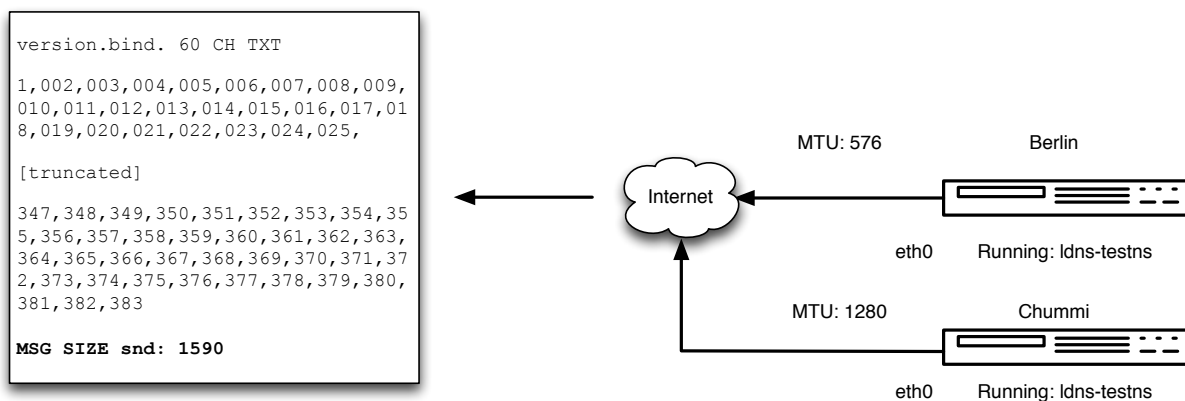 version.bind. 60 CH TXT
1,002,003,004,005,006,007,008,009,
010,011,012,013,014,015,016,017,01
8,019,020,021,022,023,024,025,
[truncated]
347,348,349,350,351,352,353,354,35
5,356,357,358,359,360,361,362,363,
364,365,366,367,368,369,370,371,37
2,373,374,375,376,377,378,379,380,
381,382,383
MSG SIZE snd: 1590
Internet
MTU: 576
Berlin
eth0
Running: ldns-testns
MTU: 1280
Chummi
eth0
Running: ldns-testns